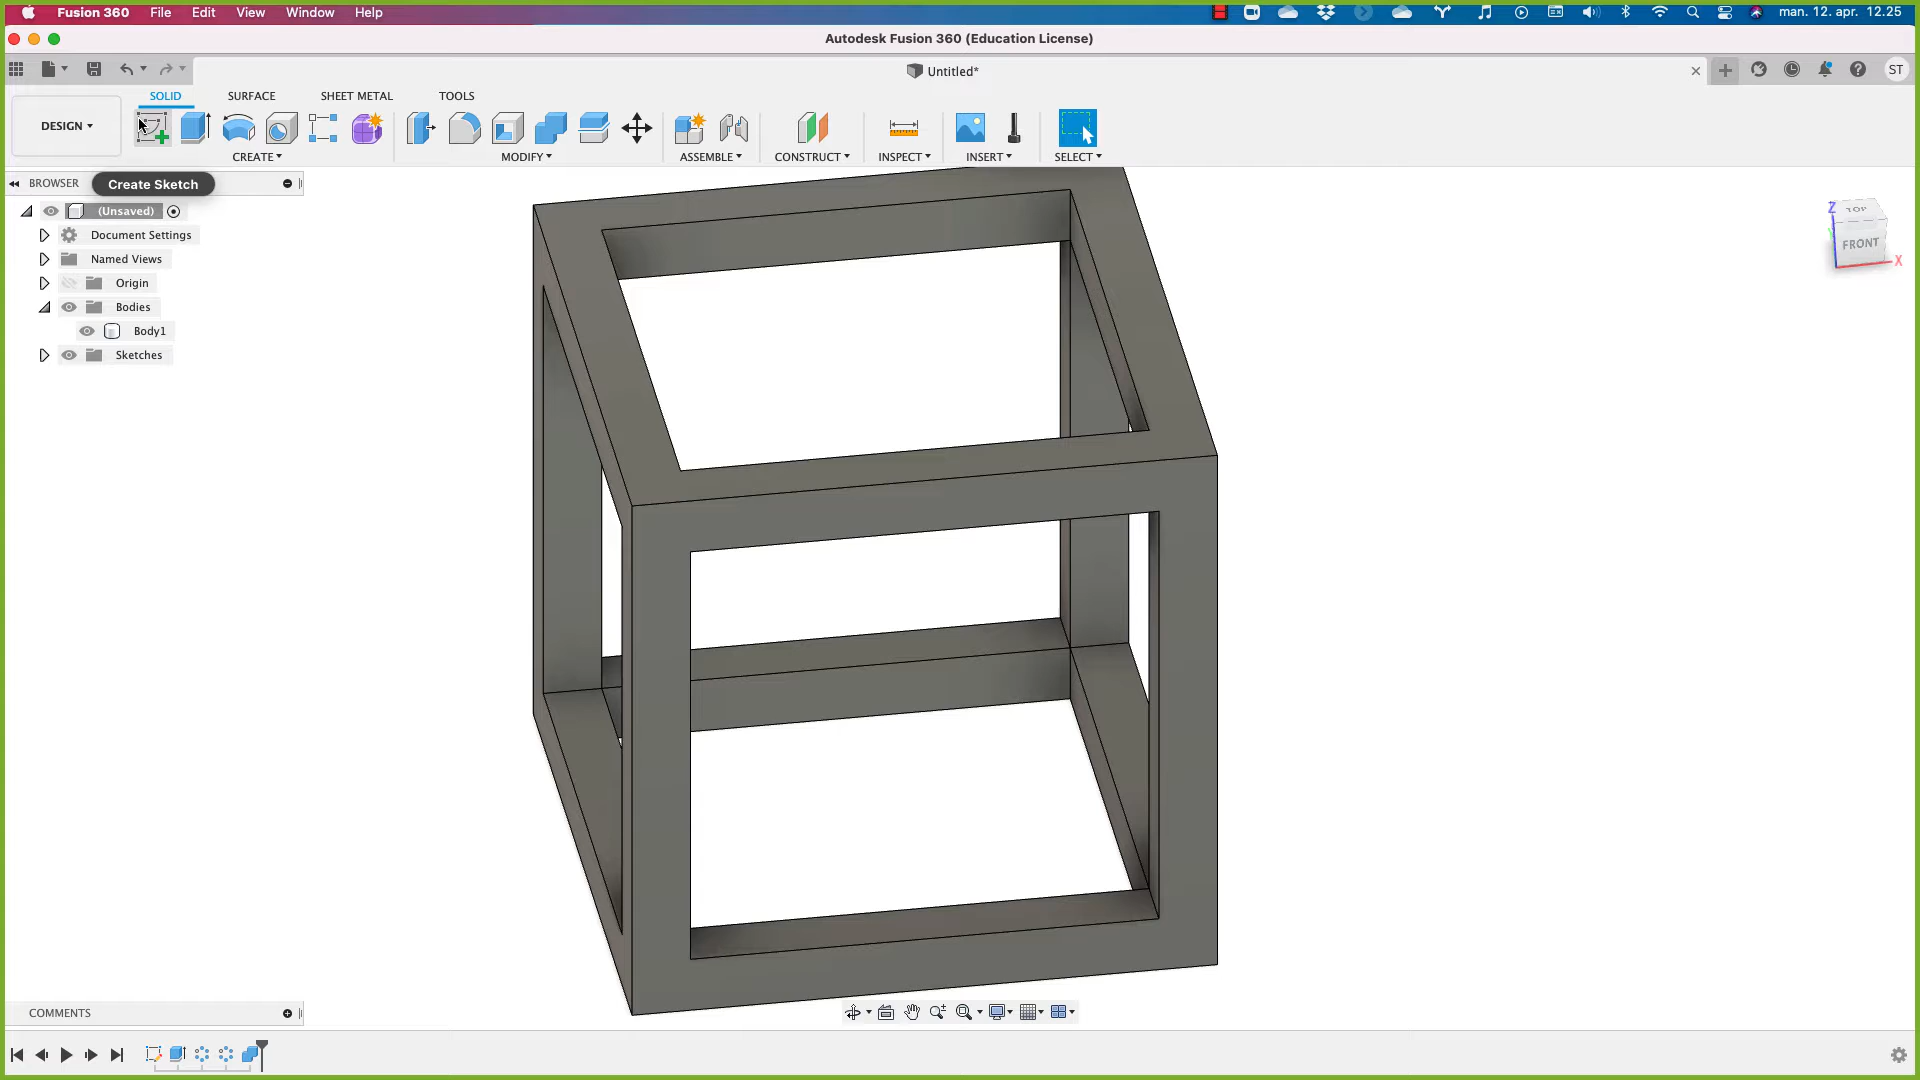 Fusion 360 File Edit View Window Help man. 12. apr. 12.25
Autodesk Fusion 360 (Education License)
Untitled* ST
SOLID SURFACE SHEET METAL TOOLS
DESIGN
CREATE MODIFY ASSEMBLE CONSTRUCT INSPECT INSERT SELECT
BROWSER Create Sketch
(Unsaved)
Document Settings
Named Views
Origin
Bodies
Body1
Sketches
TOP
Z
FRONT
X
COMMENTS